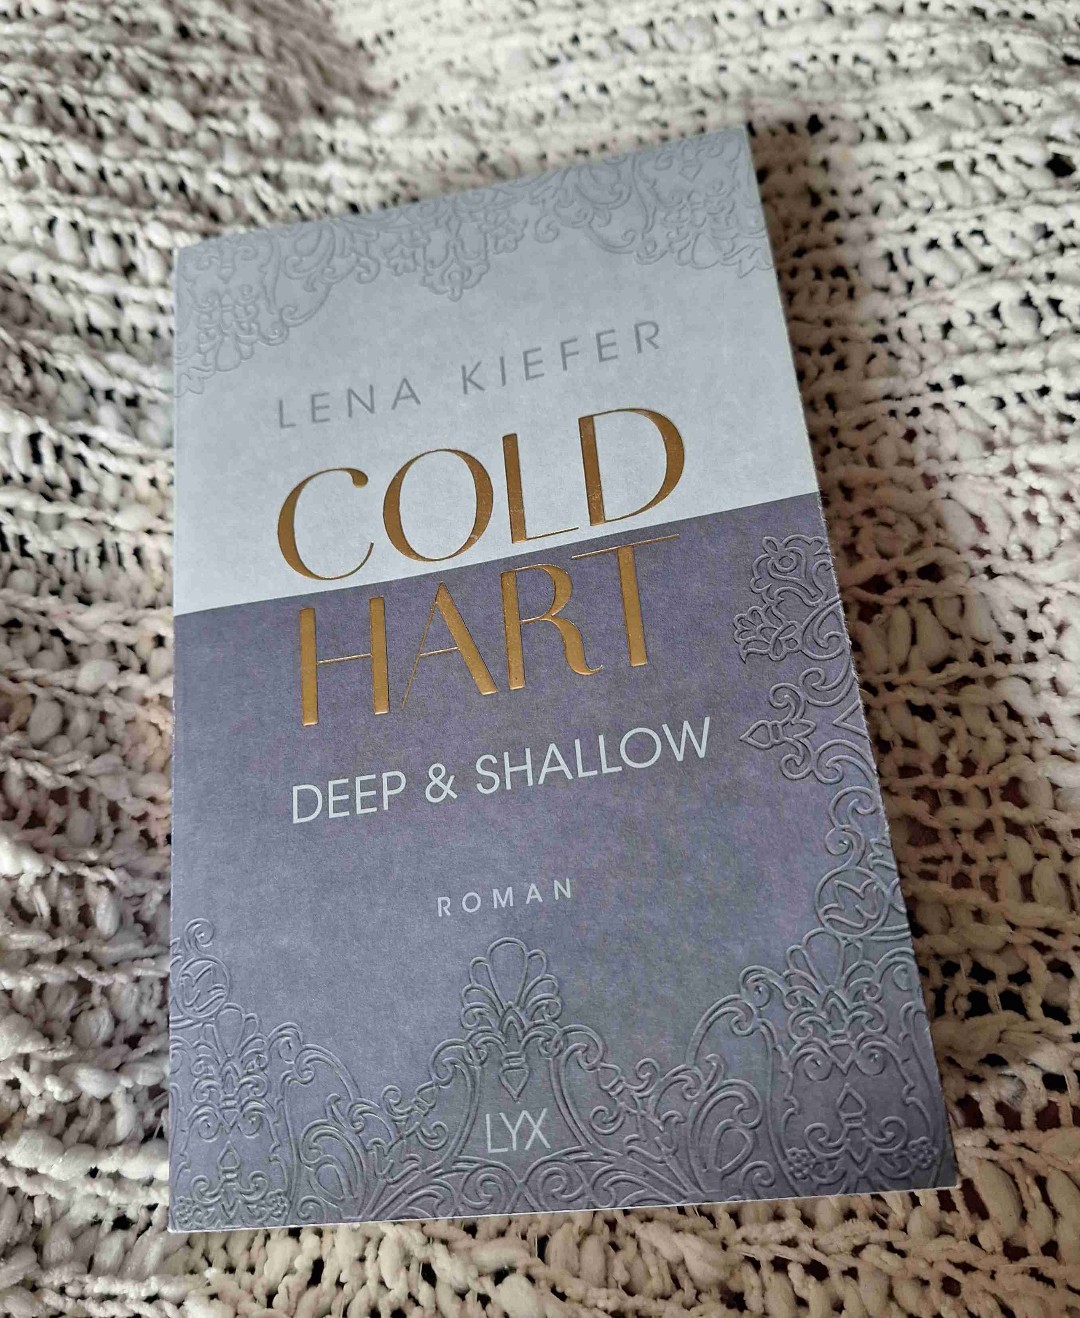 LENA KIEFER
COLD
HART
DEEP & SHALLOW
ROMAN
LYX